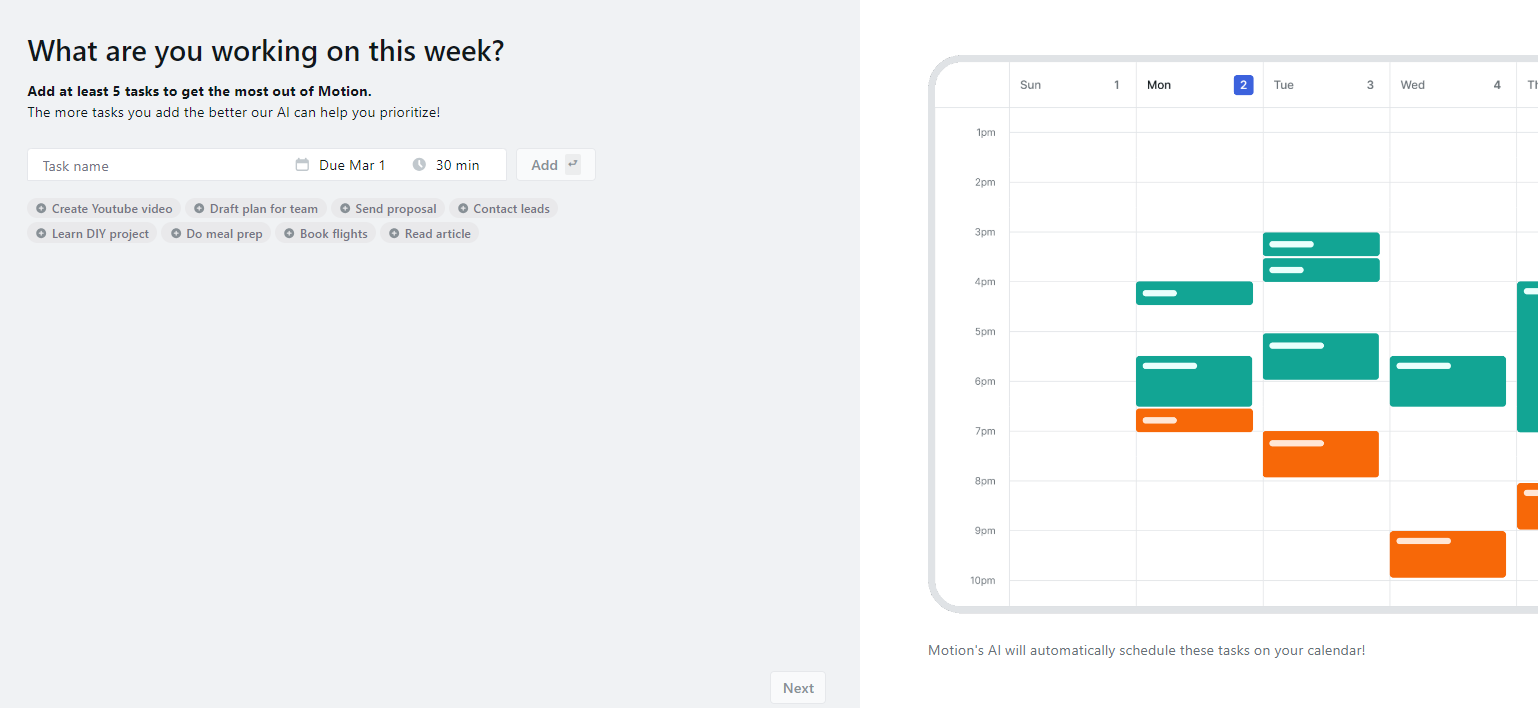 What are you working on this week?
Add at least 5 tasks to get the most out of Motion.
The more tasks you add the better our AI can help you prioritize!
Task name Due Mar 1 30 min Add
Create Youtube video Draft plan for team Send proposal Contact leads
Learn DIY project Do meal prep Book flights Read article
Next
Sun 1 Mon 2 Tue 3 Wed 4 Th
1pm
2pm
3pm
4pm
5pm
6pm
7pm
8pm
9pm
10pm
Motion's AI will automatically schedule these tasks on your calendar!